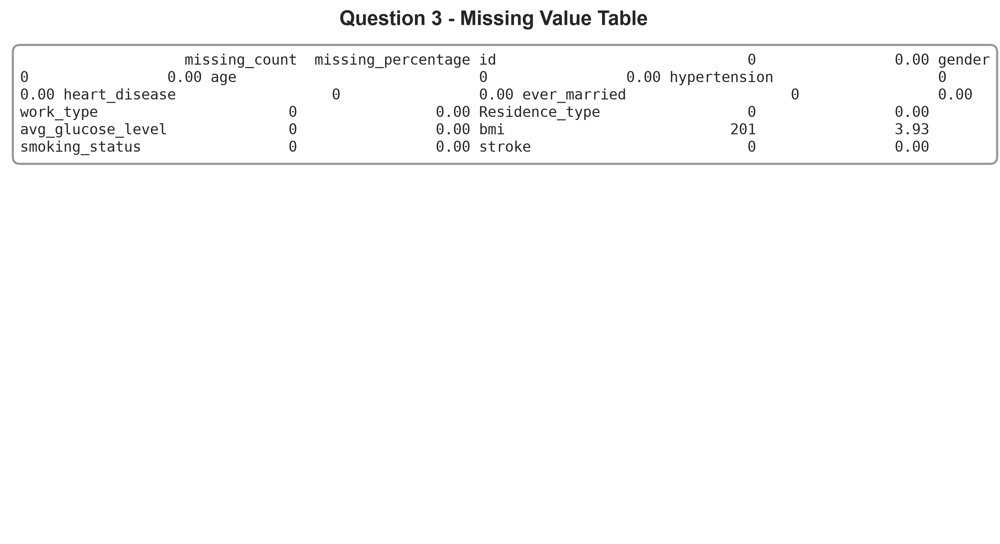 Question 3 - Missing Value Table
missing_count  missing_percentage id                             0                0.00 gender
0                0.00 age                            0                0.00 hypertension                   0
0.00 heart_disease                  0                0.00 ever_married                   0                0.00
work_type                      0                0.00 Residence_type                 0                0.00
avg_glucose_level              0                0.00 bmi                          201                3.93
smoking_status                 0                0.00 stroke                         0                0.00